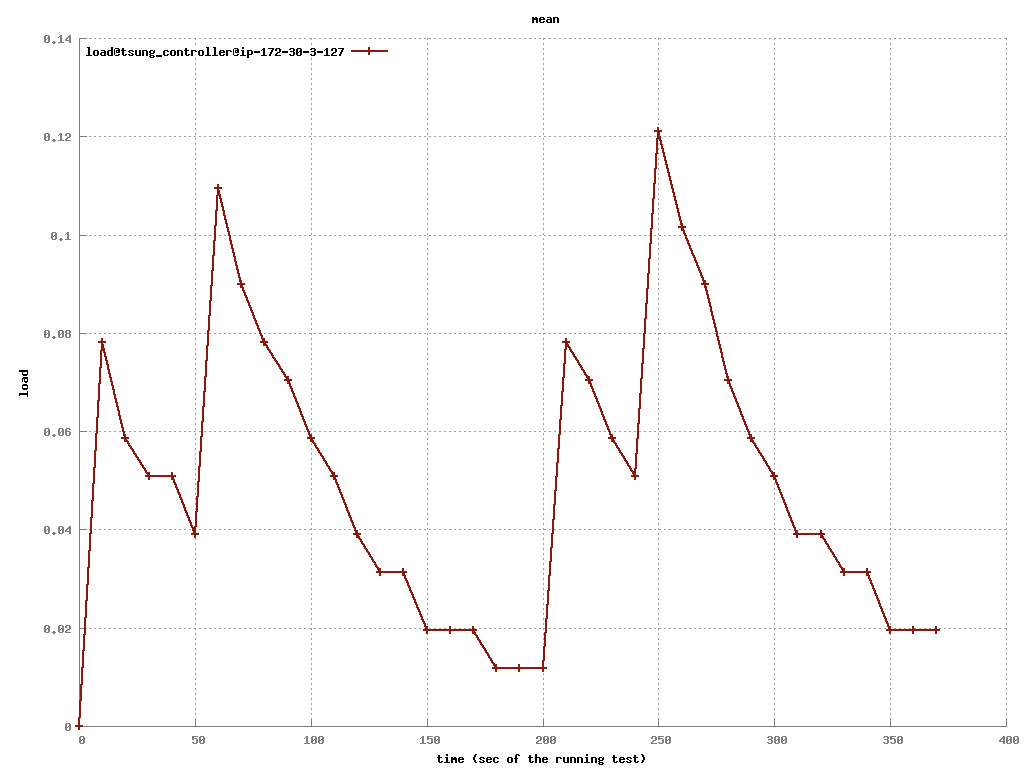 mean
load@tsung_controller@ip-172-30-3-127
0.14
0.12
0.1
0.08
0.06
0.04
0.02
0
load
0 50 100 150 200 250 300 350 400
time (sec of the running test)